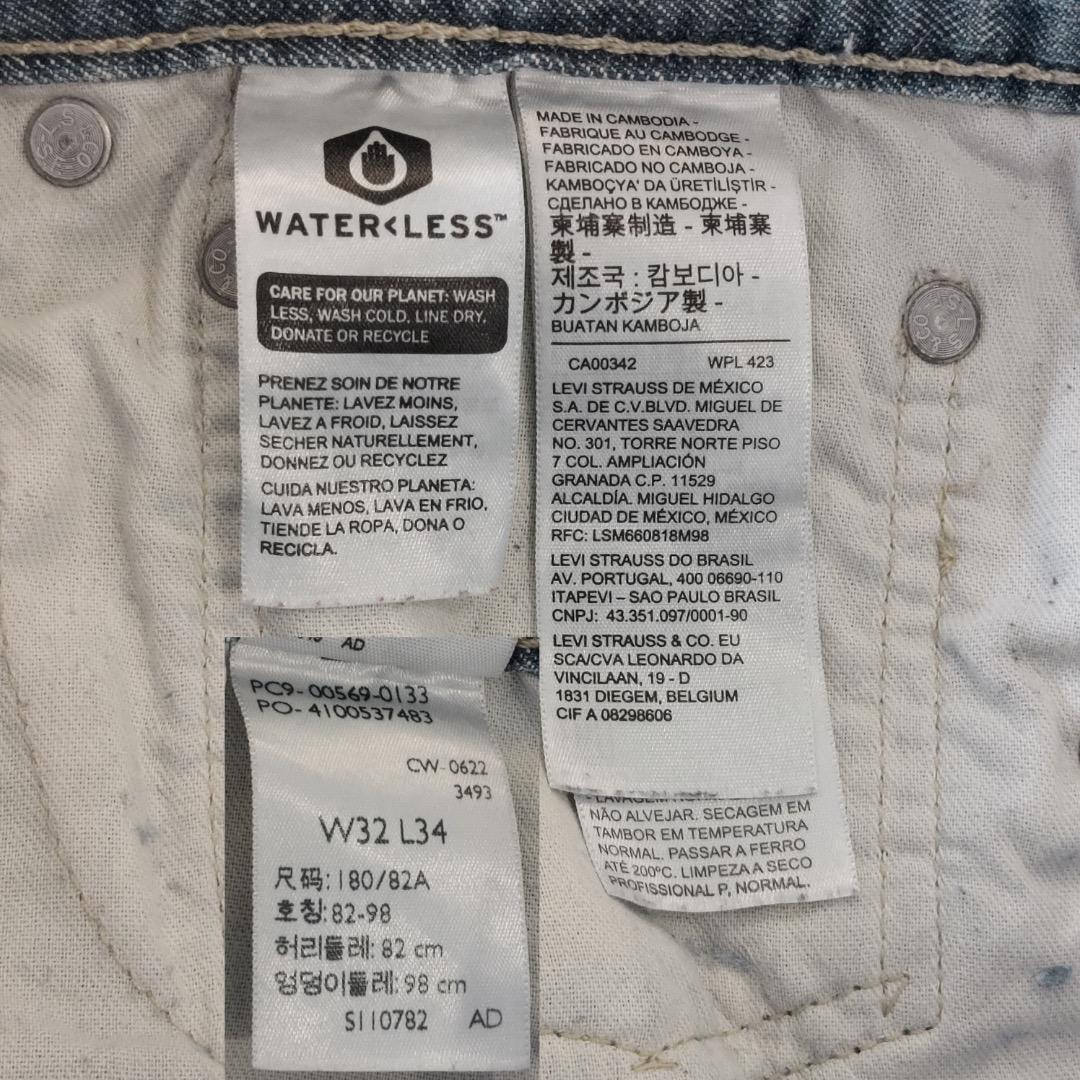 WATER<LESS™
CARE FOR OUR PLANET: WASH
LESS, WASH COLD, LINE DRY,
DONATE OR RECYCLE
PRENEZ SOIN DE NOTRE
PLANETE: LAVEZ MOINS,
LAVEZ A FROID, LAISSEZ
SECHER NATURELLEMENT,
DONNEZ OU RECYCLEZ
CUIDA NUESTRO PLANETA:
LAVA MENOS, LAVA EN FRIO,
TIENDE LA ROPA, DONA O
RECICLA.
MADE IN CAMBODIA -
FABRIQUE AU CAMBODGE -
FABRICADO EN CAMBOYA -
FABRICADO NO CAMBOJA -
KAMBOÇYA' DA ÜRETİLİŞTİR -
СДЕЛАНО В КАМБОДЖЕ -
柬埔寨制造 - 柬埔寨
製 -
제조국 : 캄보디아 -
カンボジア製 -
BUATAN KAMBOJA
CA00342 WPL 423
LEVI STRAUSS DE MÉXICO
S.A. DE C.V.BLVD. MIGUEL DE
CERVANTES SAAVEDRA
NO. 301, TORRE NORTE PISO
7 COL. AMPLIACIÓN
GRANADA C.P. 11529
ALCALDÍA. MIGUEL HIDALGO
CIUDAD DE MÉXICO, MÉXICO
RFC: LSM660818M98
LEVI STRAUSS DO BRASIL
AV. PORTUGAL, 400 06690-110
ITAPEVI – SAO PAULO BRASIL
CNPJ: 43.351.097/0001-90
LEVI STRAUSS & CO. EU
SCA/CVA LEONARDO DA
VINCILAAN, 19 - D
1831 DIEGEM, BELGIUM
CIF A 08298606
NÃO ALVEJAR. SECAGEM EM
TAMBOR EM TEMPERATURA
NORMAL. PASSAR A FERRO
ATÉ 200ºC. LIMPEZA A SECO
PROFISSIONAL P, NORMAL.
AD
PC9-00569-0133
PO-4100537483
CW-0622
3493
W32 L34
尺码:180/82A
호칭:82-98
허리둘레: 82 cm
엉덩이둘레: 98 cm
S110782 AD